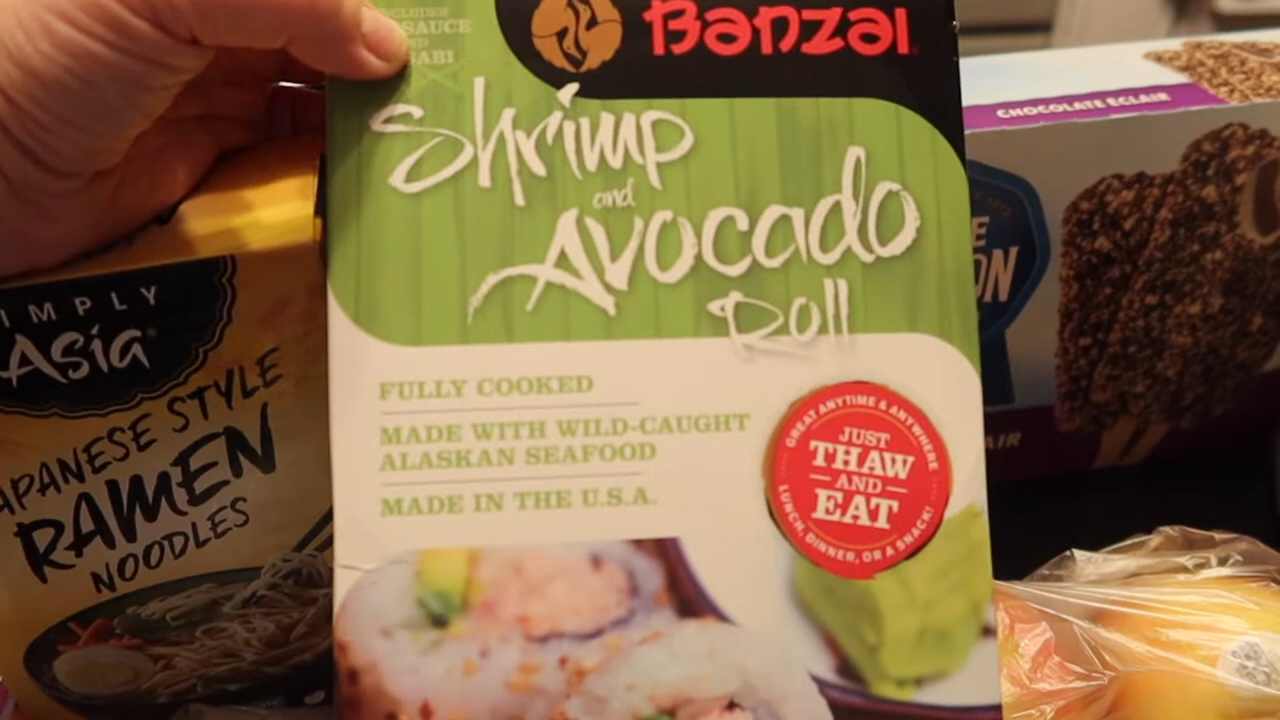 SAUCE
Banzai
Shrimp
and
Avocado
Roll
FULLY COOKED
MADE WITH WILD-CAUGHT
ALASKAN SEAFOOD
MADE IN THE U.S.A.
GREAT ANYTIME & ANYWHERE
JUST
THAW
AND
EAT
LUNCH, DINNER, OR A SNACK!
IMPLY
Asia
APANESE STYLE
RAMEN
NOODLES
CHOCOLATE ECLAIR